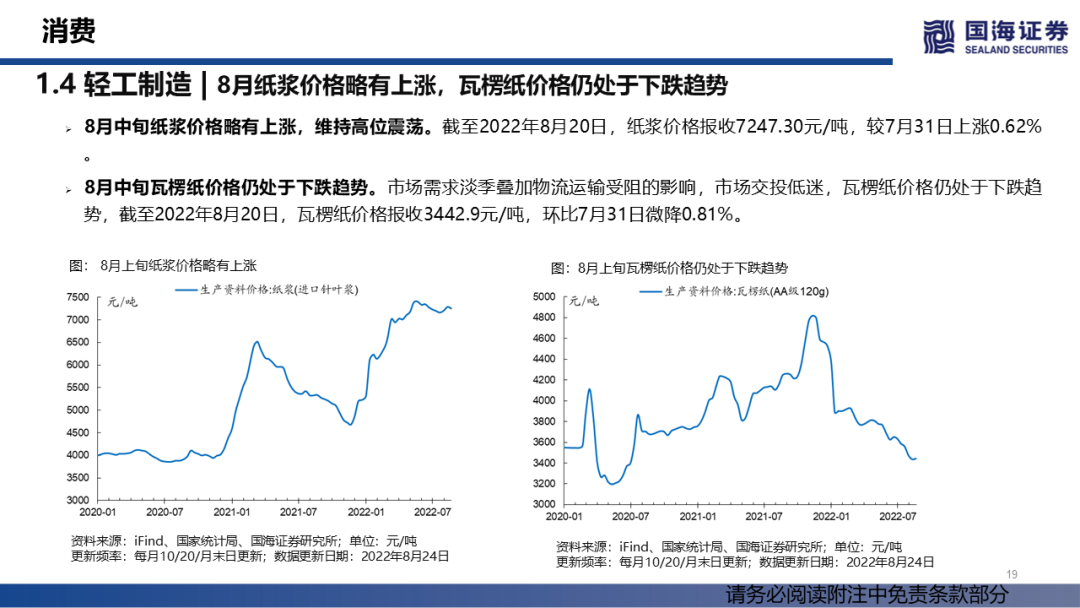 消费
国海证券
SEALAND SECURITIES
1.4 轻工制造 | 8月纸浆价格略有上涨，瓦楞纸价格仍处于下跌趋势
➢ 8月中旬纸浆价格略有上涨，维持高位震荡。截至2022年8月20日，纸浆价格报收7247.30元/吨，较7月31日上涨0.62%
。
➢ 8月中旬瓦楞纸价格仍处于下跌趋势。市场需求淡季叠加物流运输受阻的影响，市场交投低迷，瓦楞纸价格仍处于下跌趋
势，截至2022年8月20日，瓦楞纸价格报收3442.9元/吨，环比7月31日微降0.81%。
图： 8月上旬纸浆价格略有上涨
生产资料价格:纸浆(进口针叶浆)
元/吨
7500
7000
6500
6000
5500
5000
4500
4000
3500
3000
2020-01 2020-07 2021-01 2021-07 2022-01 2022-07
资料来源：iFind、国家统计局、国海证券研究所；单位：元/吨
更新频率：每月10/20/月末日更新；数据更新日期：2022年8月24日
图：8月上旬瓦楞纸价格仍处于下跌趋势
生产资料价格:瓦楞纸(AA级120g)
元/吨
5000
4800
4600
4400
4200
4000
3800
3600
3400
3200
3000
2020-01 2020-07 2021-01 2021-07 2022-01 2022-07
资料来源：iFind、国家统计局、国海证券研究所；单位：元/吨
更新频率：每月10/20/月末日更新；数据更新日期：2022年8月24日
19
请务必阅读附注中免责条款部分